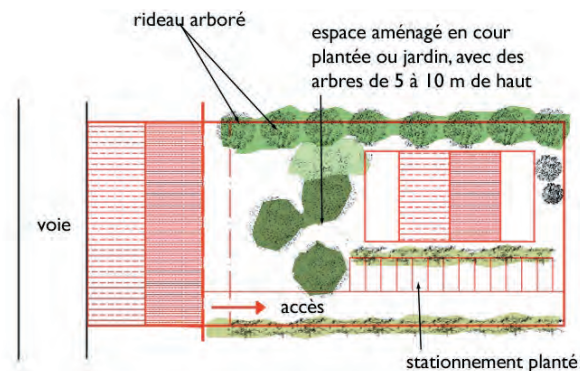 rideau arboré
espace aménagé en cour
plantée ou jardin, avec des
arbres de 5 à 10 m de haut
voie
accès
stationnement planté